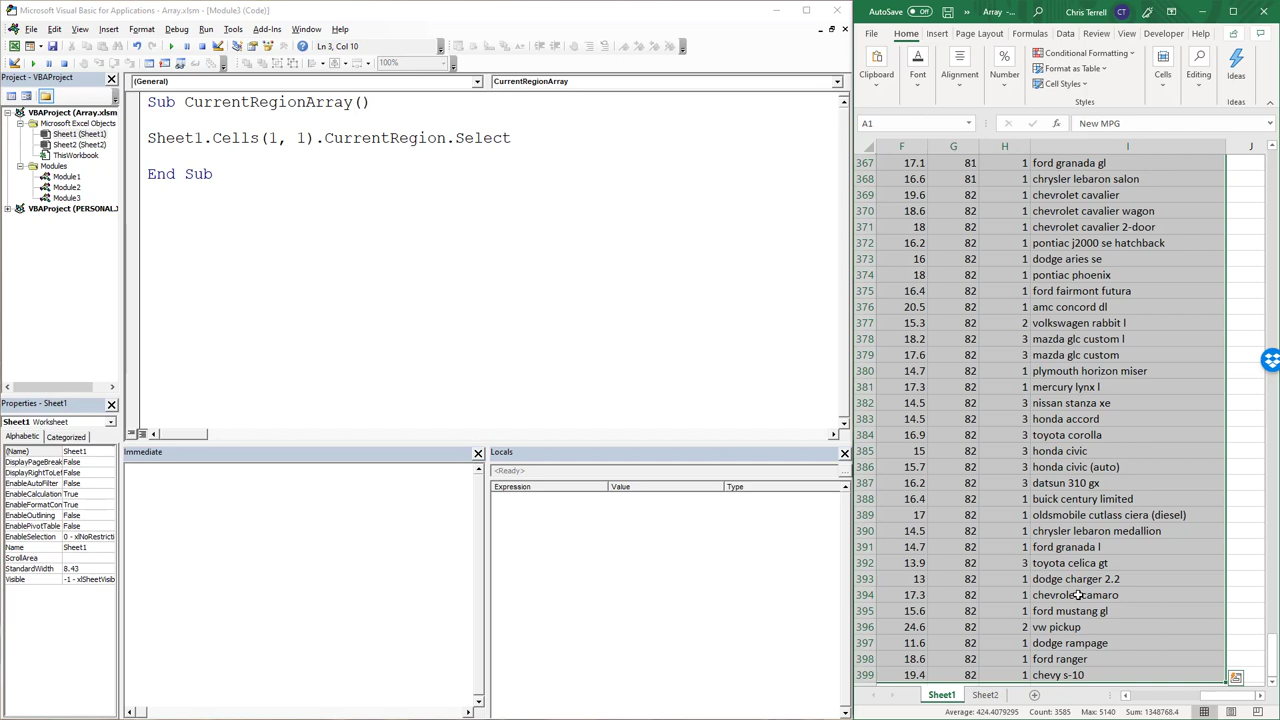 Microsoft Visual Basic for Applications - Array.xlsm - [Module3 (Code)]
File Edit View Insert Format Debug Run Tools Add-Ins Window Help
Ln 3, Col 10
100%
Project - VBAProject
VBAProject (Array.xlsm
Microsoft Excel Objects
Sheet1 (Sheet1)
Sheet2 (Sheet2)
ThisWorkbook
Modules
Module1
Module2
Module3
VBAProject (PERSONAL.X
Properties - Sheet1
Sheet1 Worksheet
Alphabetic Categorized
(Name) Sheet1
DisplayPageBreak False
DisplayRightToLef False
EnableAutoFilter False
EnableCalculation True
EnableFormatCon True
EnableOutlining False
EnablePivotTable False
EnableSelection 0 - xlNoRestricti
Name Sheet1
ScrollArea
StandardWidth 8.43
Visible -1 - xlSheetVisib
(General) CurrentRegionArray
Sub CurrentRegionArray()
Sheet1.Cells(1, 1).CurrentRegion.Select
End Sub
Immediate
Locals
<Ready>
Expression Value Type
AutoSave Off Array -... Chris Terrell CT
File Home Insert Page Layout Formulas Data Review View Developer Help
Clipboard Font Alignment Number
Conditional Formatting
Format as Table
Cell Styles
Styles
Cells Editing Ideas
Ideas
A1 New MPG
F G H I J
367 17.1 81 1 ford granada gl
368 16.6 81 1 chrysler lebaron salon
369 19.6 82 1 chevrolet cavalier
370 18.6 82 1 chevrolet cavalier wagon
371 18 82 1 chevrolet cavalier 2-door
372 16.2 82 1 pontiac j2000 se hatchback
373 16 82 1 dodge aries se
374 18 82 1 pontiac phoenix
375 16.4 82 1 ford fairmont futura
376 20.5 82 1 amc concord dl
377 15.3 82 2 volkswagen rabbit l
378 18.2 82 3 mazda glc custom l
379 17.6 82 3 mazda glc custom
380 14.7 82 1 plymouth horizon miser
381 17.3 82 1 mercury lynx l
382 14.5 82 3 nissan stanza xe
383 14.5 82 3 honda accord
384 16.9 82 3 toyota corolla
385 15 82 3 honda civic
386 15.7 82 3 honda civic (auto)
387 16.2 82 3 datsun 310 gx
388 16.4 82 1 buick century limited
389 17 82 1 oldsmobile cutlass ciera (diesel)
390 14.5 82 1 chrysler lebaron medallion
391 14.7 82 1 ford granada l
392 13.9 82 3 toyota celica gt
393 13 82 1 dodge charger 2.2
394 17.3 82 1 chevrolet camaro
395 15.6 82 1 ford mustang gl
396 24.6 82 2 vw pickup
397 11.6 82 1 dodge rampage
398 18.6 82 1 ford ranger
399 19.4 82 1 chevy s-10
Sheet1 Sheet2
Average: 424.4079295 Count: 3585 Max: 5140 Sum: 1348768.4